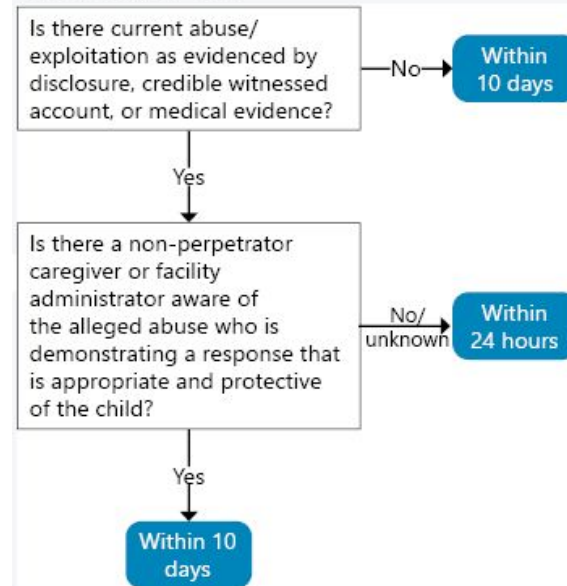 Is there current abuse/
exploitation as evidenced by
disclosure, credible witnessed
account, or medical evidence?
No
Within
10 days
Yes
Is there a non-perpetrator
caregiver or facility
administrator aware of
the alleged abuse who is
demonstrating a response that
is appropriate and protective
of the child?
No/
unknown
Within
24 hours
Yes
Within 10
days